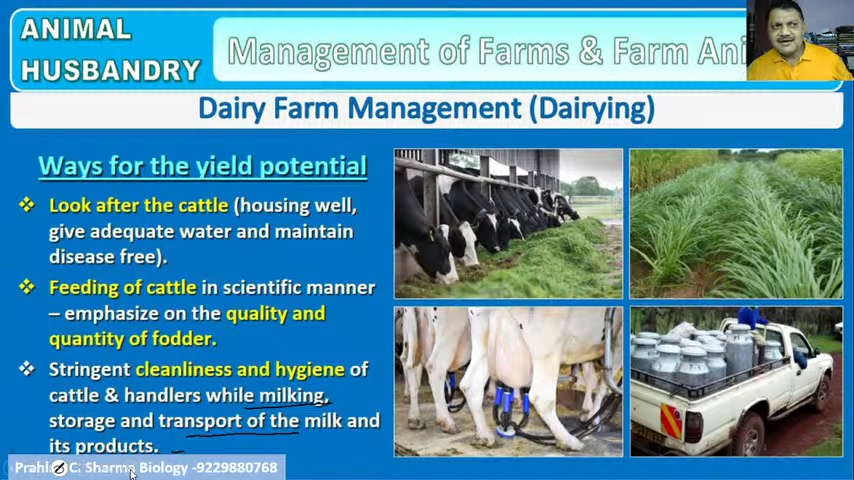 ANIMAL
HUSBANDRY
Management of Farms & Farm
Dairy Farm Management (Dairying)
Ways for the yield potential
Look after the cattle (housing well,
give adequate water and maintain
disease free).
Feeding of cattle in scientific manner
– emphasize on the quality and
quantity of fodder.
Stringent cleanliness and hygiene of
cattle & handlers while milking,
storage and transport of the milk and
its products.
C. Sharma Biology -9229880768